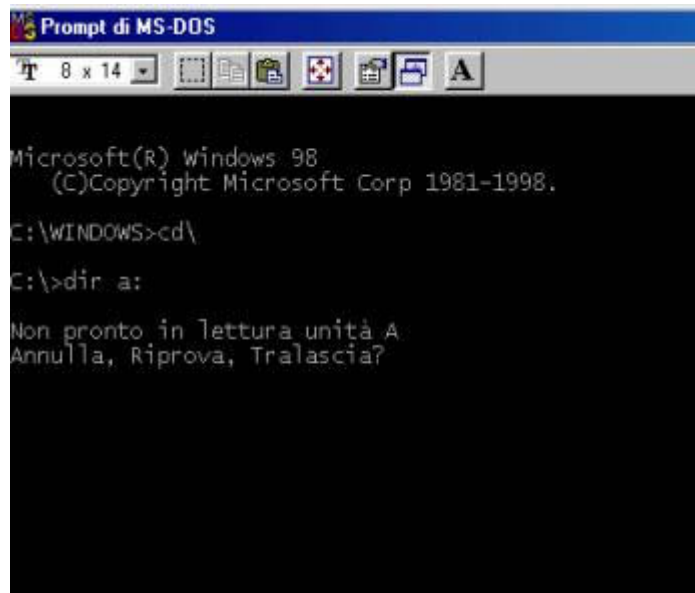 Prompt di MS-DOS
8 x 14
A
Microsoft(R) Windows 98
(C)Copyright Microsoft Corp 1981-1998.
C:\WINDOWS>cd\
C:\>dir a:
Non pronto in lettura unità A
Annulla, Riprova, Tralascia?